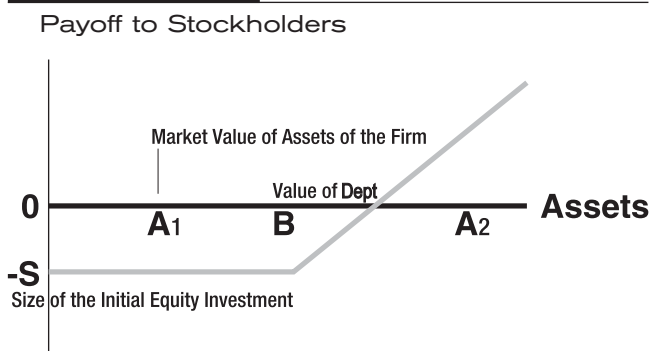 Payoff to Stockholders
Market Value of Assets of the Firm
Value of Dept
0
Assets
A1
B
A2
-S
Size of the Initial Equity Investment